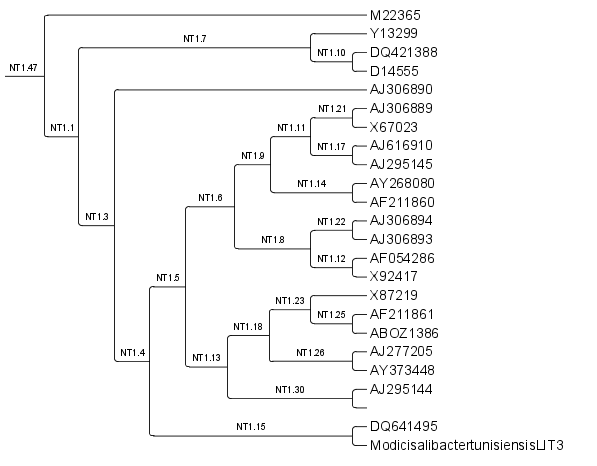 M22365
Y13299
NT1.7
DQ421388
NT1.10
D14555
NT1.47
AJ306890
AJ306889
NT1.21
X67023
NT1.11
NT1.1
AJ616910
NT1.17
NT1.9
AJ295145
AY268080
NT1.14
AF211860
NT1.6
AJ306894
NT1.22
NT1.3
AJ306893
NT1.8
AF054286
NT1.12
X92417
NT1.5
X87219
NT1.23
AF211861
NT1.25
NT1.18
ABOZ1386
AJ277205
NT1.26
NT1.4
NT1.13
AY373448
AJ295144
NT1.30
DQ641495
NT1.15
ModicisalibactertunisiensisLIT3